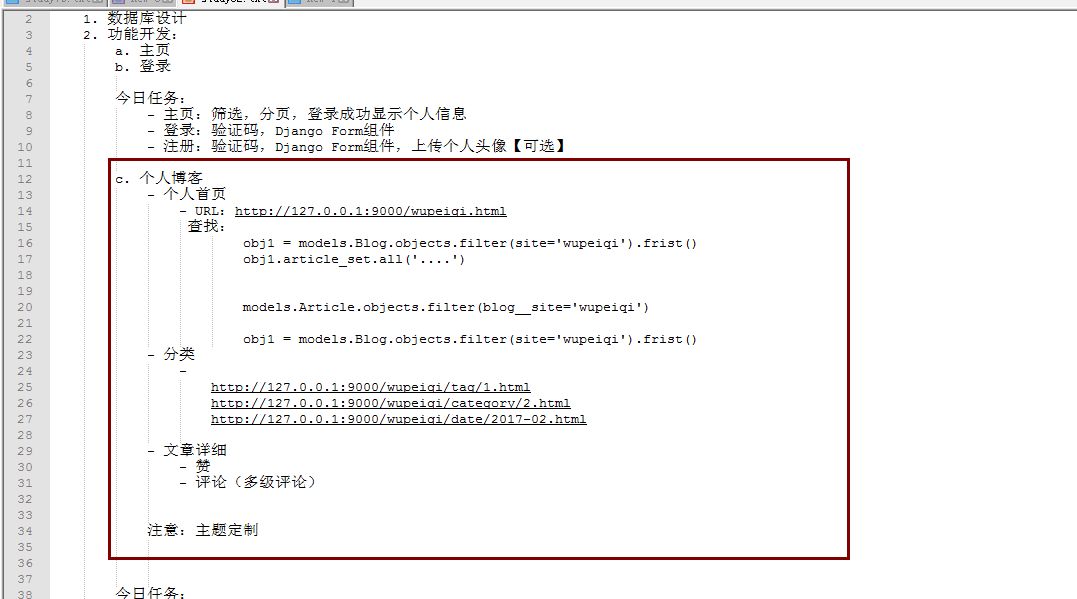 2 1. 数据库设计
3 2. 功能开发：
4 a. 主页
5 b. 登录
6
7 今日任务：
8 - 主页：筛选，分页，登录成功显示个人信息
9 - 登录：验证码，Django Form组件
10 - 注册：验证码，Django Form组件，上传个人头像【可选】
11
12 c. 个人博客
13 - 个人首页
14 - URL：http://127.0.0.1:9000/wupeiqi.html
15 查找：
16 obj1 = models.Blog.objects.filter(site='wupeiqi').frist()
17 obj1.article_set.all('....')
18
19
20 models.Article.objects.filter(blog__site='wupeiqi')
21
22 obj1 = models.Blog.objects.filter(site='wupeiqi').frist()
23 - 分类
24 -
25 http://127.0.0.1:9000/wupeiqi/tag/1.html
26 http://127.0.0.1:9000/wupeiqi/category/2.html
27 http://127.0.0.1:9000/wupeiqi/date/2017-02.html
28
29 - 文章详细
30 - 赞
31 - 评论（多级评论）
32
33
34 注意：主题定制
35
36
37
38 今日任务：